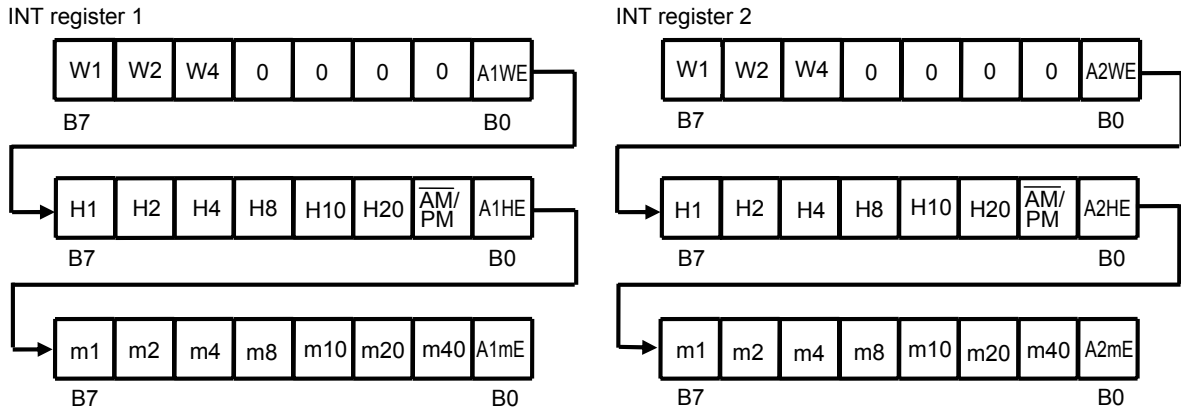 INT register 1
W1 W2 W4 0 0 0 0 A1WE
B7 B0
H1 H2 H4 H8 H10 H20 AM/PM A1HE
B7 B0
m1 m2 m4 m8 m10 m20 m40 A1mE
B7 B0
INT register 2
W1 W2 W4 0 0 0 0 A2WE
B7 B0
H1 H2 H4 H8 H10 H20 AM/PM A2HE
B7 B0
m1 m2 m4 m8 m10 m20 m40 A2mE
B7 B0